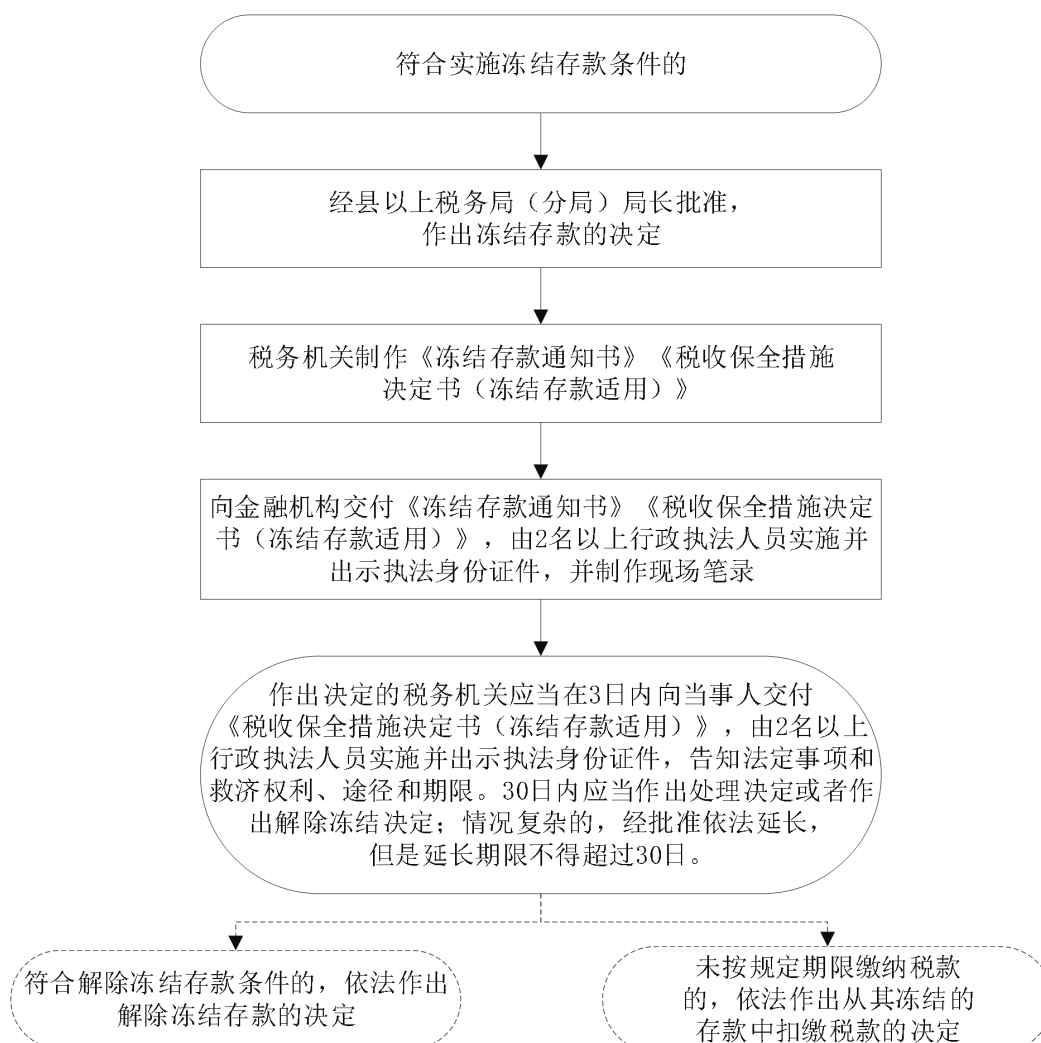 符合实施冻结存款条件的
经县以上税务局（分局）局长批准，
作出冻结存款的决定
税务机关制作《冻结存款通知书》《税收保全措施
决定书（冻结存款适用）》
向金融机构交付《冻结存款通知书》《税收保全措施决定
书（冻结存款适用）》，由2名以上行政执法人员实施并
出示执法身份证件，并制作现场笔录
作出决定的税务机关应当在3日内向当事人交付
《税收保全措施决定书（冻结存款适用）》，由2名以上
行政执法人员实施并出示执法身份证件，告知法定事项和
救济权利、途径和期限。30日内应当作出处理决定或者作
出解除冻结决定；情况复杂的，经批准依法延长，
但是延长期限不得超过30日。
符合解除冻结存款条件的，依法作出
解除冻结存款的决定
未按规定期限缴纳税款
的，依法作出从其冻结的
存款中扣缴税款的决定